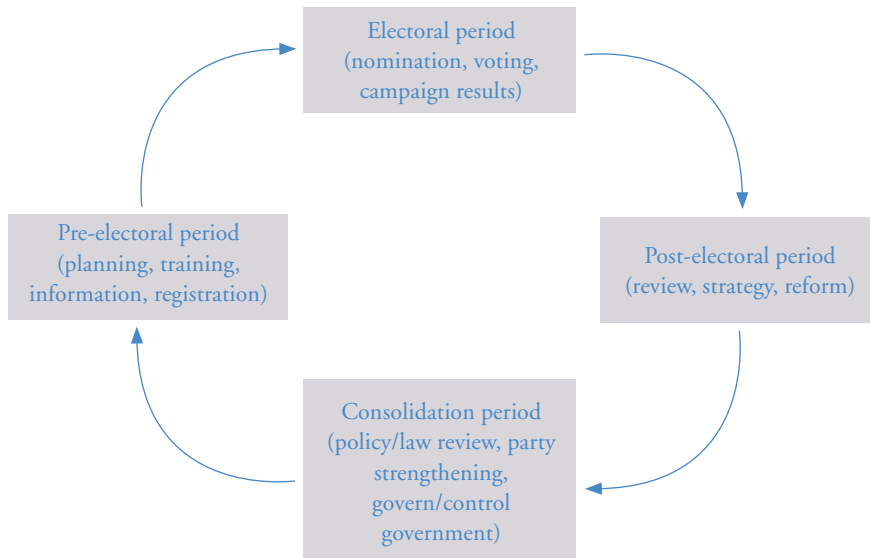 Electoral period
(nomination, voting,
campaign results)
Pre-electoral period
(planning, training,
information, registration)
Post-electoral period
(review, strategy, reform)
Consolidation period
(policy/law review, party
strengthening,
govern/control
government)